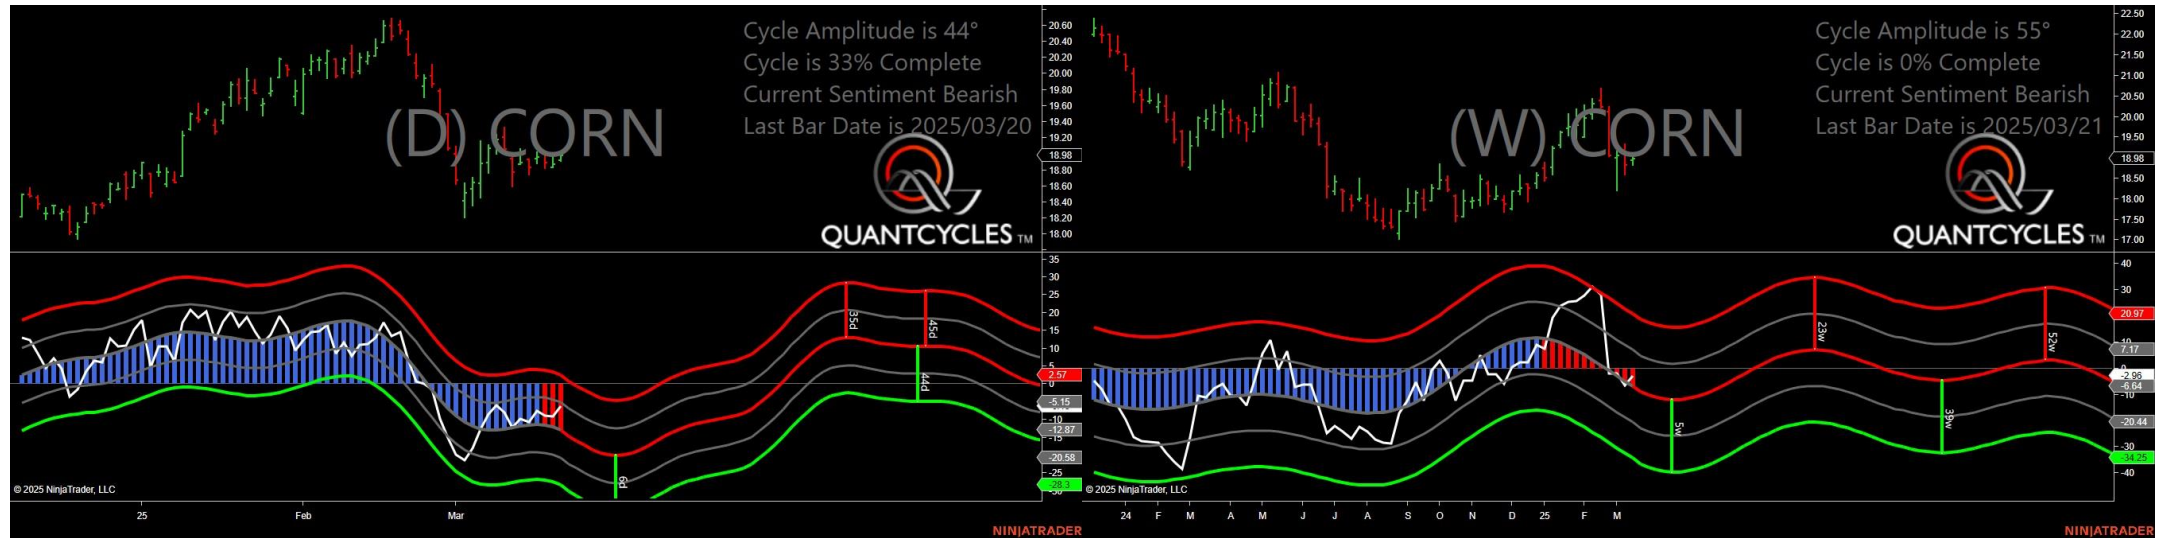 Cycle Amplitude is 44°
Cycle is 33% Complete
Current Sentiment Bearish
Last Bar Date is 2025/03/20
(D) CORN
QUANTCYCLES TM
20.60
20.40
20.20
20.00
19.80
19.60
19.40
19.20
18.98
18.80
18.60
18.40
18.20
18.00
35
30
25
20
15
10
5
2.57
0
-5.15
-10
-12.87
-15
-20.58
-25
-28.3
35d
45d
44d
6d
© 2025 NinjaTrader, LLC
25 Feb Mar
NINJATRADER
Cycle Amplitude is 55°
Cycle is 0% Complete
Current Sentiment Bearish
Last Bar Date is 2025/03/21
(W) CORN
QUANTCYCLES TM
22.50
22.00
21.50
21.00
20.50
20.00
19.50
18.98
18.50
18.00
17.50
17.00
40
30
20.97
7.17
-2.96
-6.64
-10
-20.44
-30
-34.25
-40
23w
52w
5w
39w
© 2025 NinjaTrader, LLC
24 F M A M J J A S O N D 25 F M
NINJATRADER